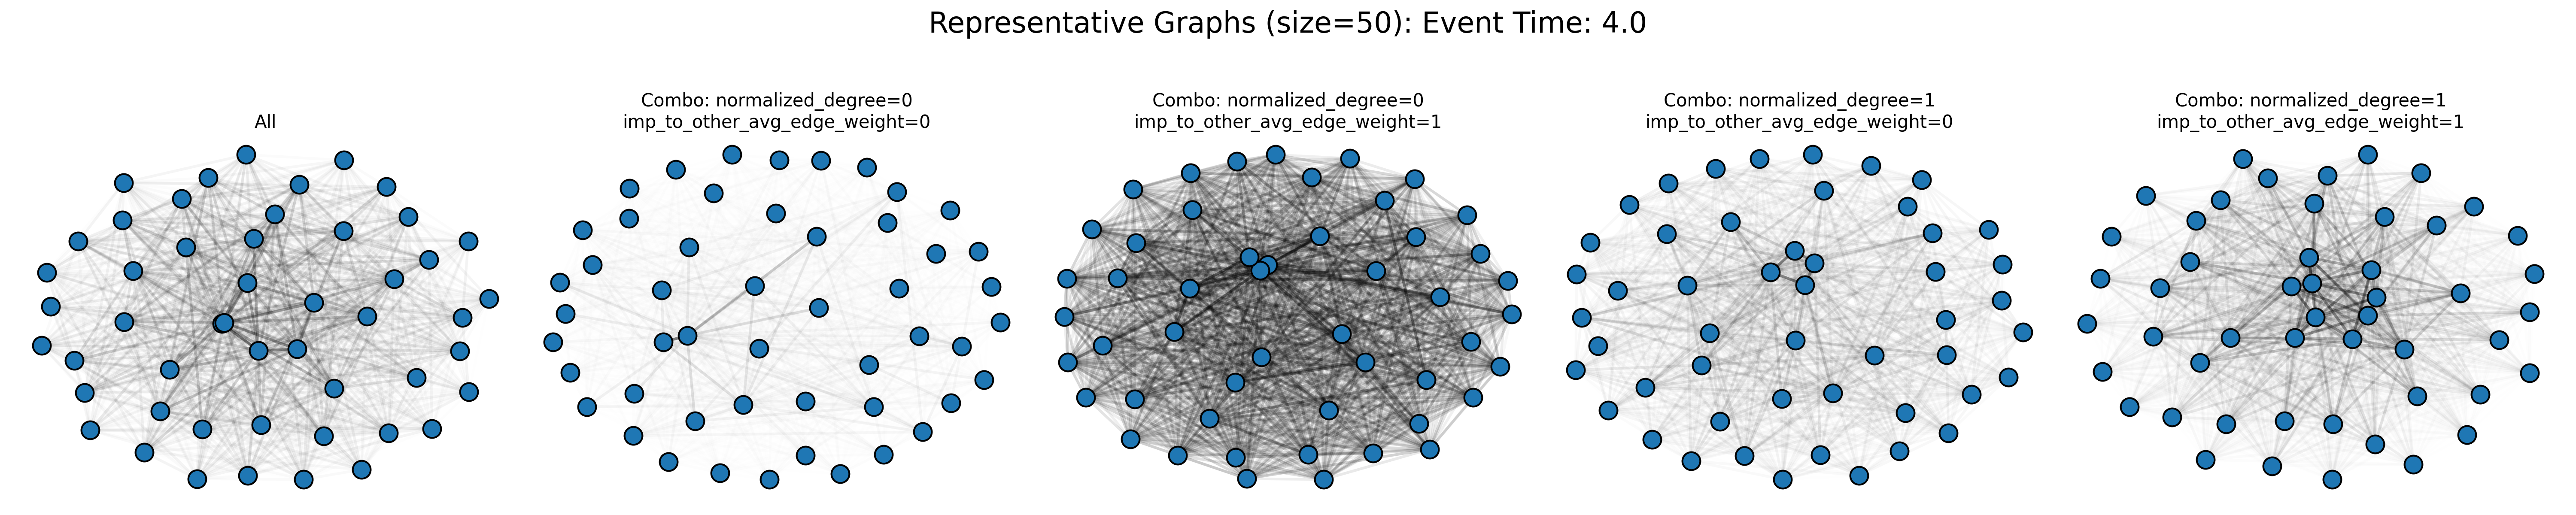 Representative Graphs (size=50): Event Time: 4.0
All
Combo: normalized_degree=0
imp_to_other_avg_edge_weight=0
Combo: normalized_degree=0
imp_to_other_avg_edge_weight=1
Combo: normalized_degree=1
imp_to_other_avg_edge_weight=0
Combo: normalized_degree=1
imp_to_other_avg_edge_weight=1